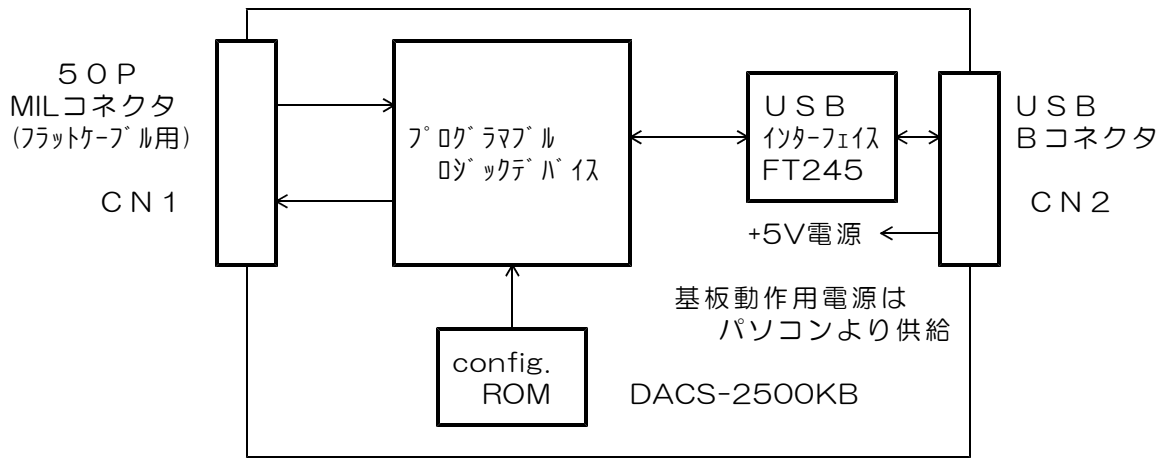 50P
MILコネクタ
(フラットケーブル用)
CN1
プログラマブル
ロジックデバイス
USB
インターフェイス
FT245
USB
Bコネクタ
CN2
+5V電源
基板動作用電源は
パソコンより供給
config.
ROM
DACS-2500KB